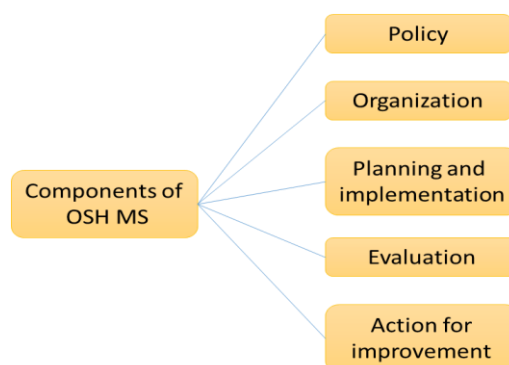 Policy
Organization
Planning and
implementation
Components of
OSH MS
Evaluation
Action for
improvement